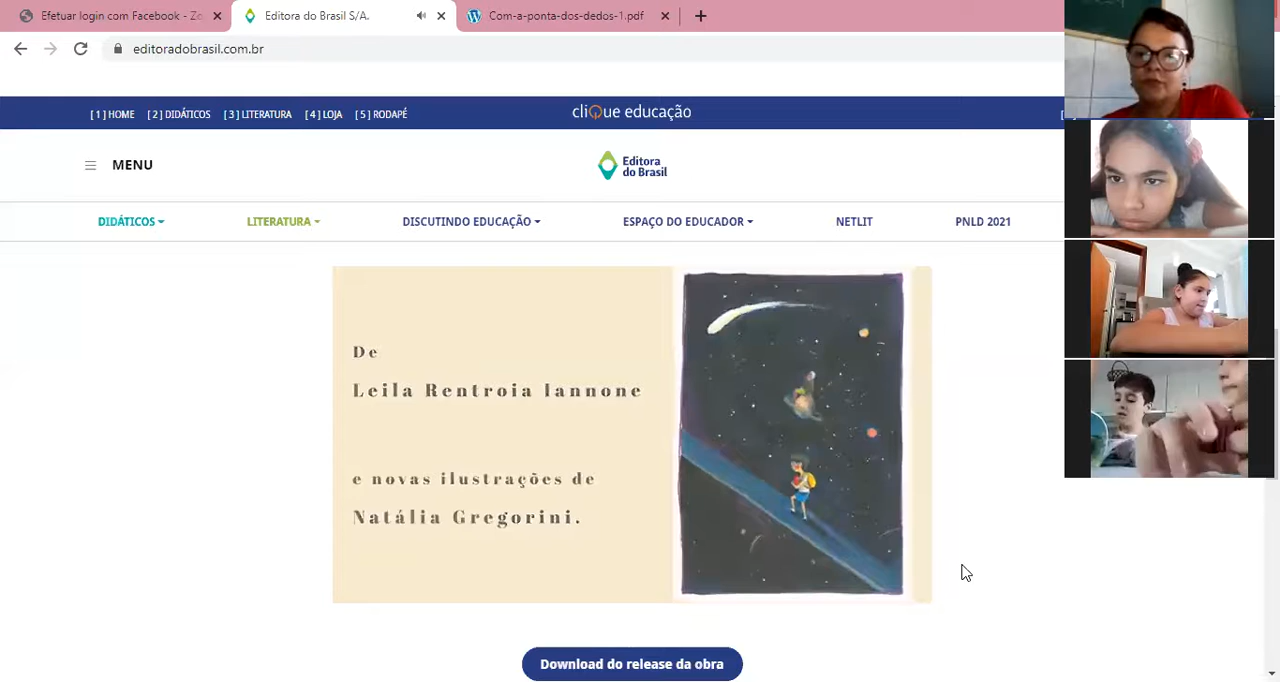 Efetuar login com Facebook - Zo
Editora do Brasil S/A.
Com-a-ponta-dos-dedos-1.pdf
editoradobrasil.com.br
[ 1 ] HOME [ 2 ] DIDÁTICOS [ 3 ] LITERATURA [ 4 ] LOJA [ 5 ] RODAPÉ
cliQue educação
MENU
Editora
do Brasil
DIDÁTICOS LITERATURA DISCUTINDO EDUCAÇÃO ESPAÇO DO EDUCADOR NETLIT PNLD 2021
De
Leila Rentroia Iannone
e novas ilustrações de
Natália Gregorini.
Download do release da obra